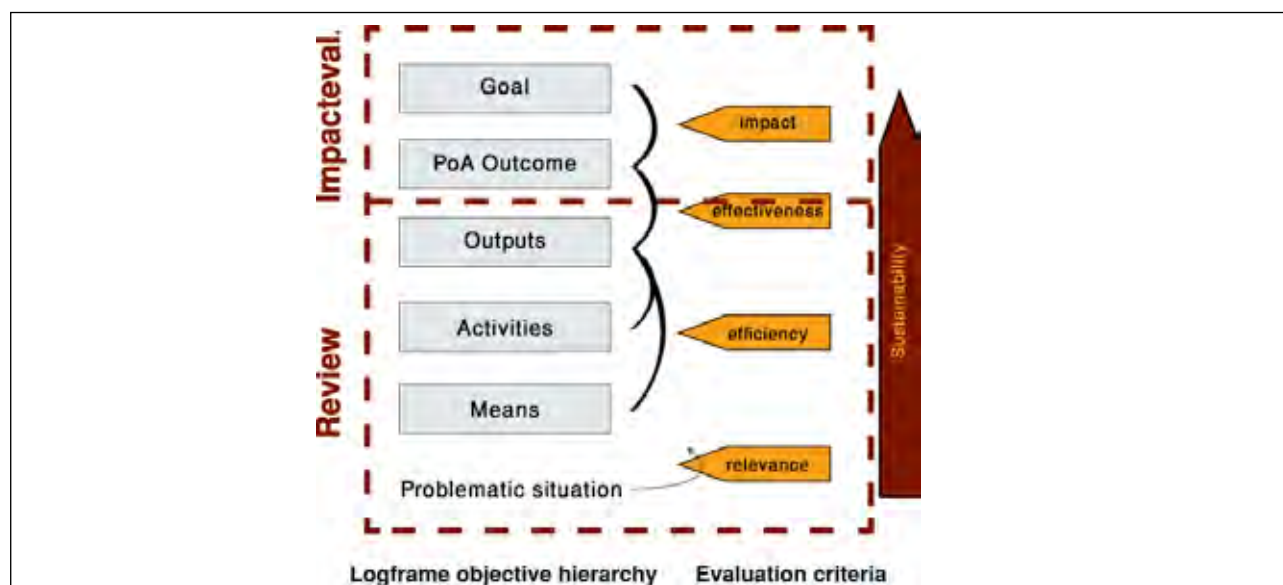 Impacteval.
Goal
impact
PoA Outcome
effectiveness
Outputs
Sustainability
Activities
efficiency
Review
Means
relevance
Problematic situation
Logframe objective hierarchy
Evaluation criteria